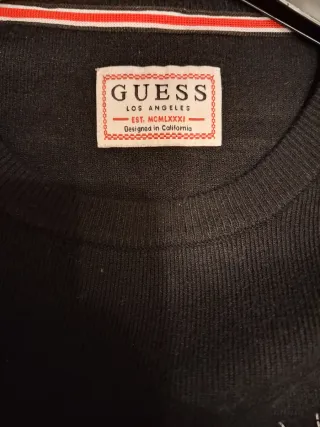 GUESS
LOS ANGELES
EST. MCMLXXXI
Designed in California